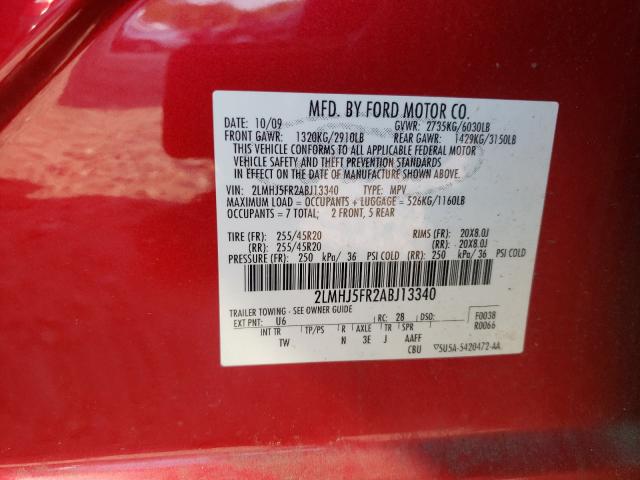 MFD. BY FORD MOTOR CO.
DATE: 10/09 GVWR: 2735KG/6030LB
FRONT GAWR: 1320KG/2910LB REAR GAWR: 1429KG/3150LB
THIS VEHICLE CONFORMS TO ALL APPLICABLE FEDERAL MOTOR
VEHICLE SAFETY AND THEFT PREVENTION STANDARDS
IN EFFECT ON THE DATE OF MANUFACTURE SHOWN ABOVE.
VIN: 2LMHJ5FR2ABJ13340 TYPE: MPV
MAXIMUM LOAD = OCCUPANTS + LUGGAGE = 526KG/1160LB
OCCUPANTS = 7 TOTAL: 2 FRONT, 5 REAR
TIRE (FR): 255/45R20 RIMS (FR): 20X8.0J
(RR): 255/45R20 (RR): 20X8.0J
PRESSURE (FR): 250 kPa/ 36 PSI COLD (RR): 250 kPa/ 36 PSI COLD
2LMHJ5FR2ABJ13340
TRAILER TOWING - SEE OWNER GUIDE
EXT PNT: U6 RC: 28 DSO: F0038
R0066
INT TR TP/PS R AXLE TR SPR
TW N 3E J AAFF
CBU 5U5A-5420472-AA